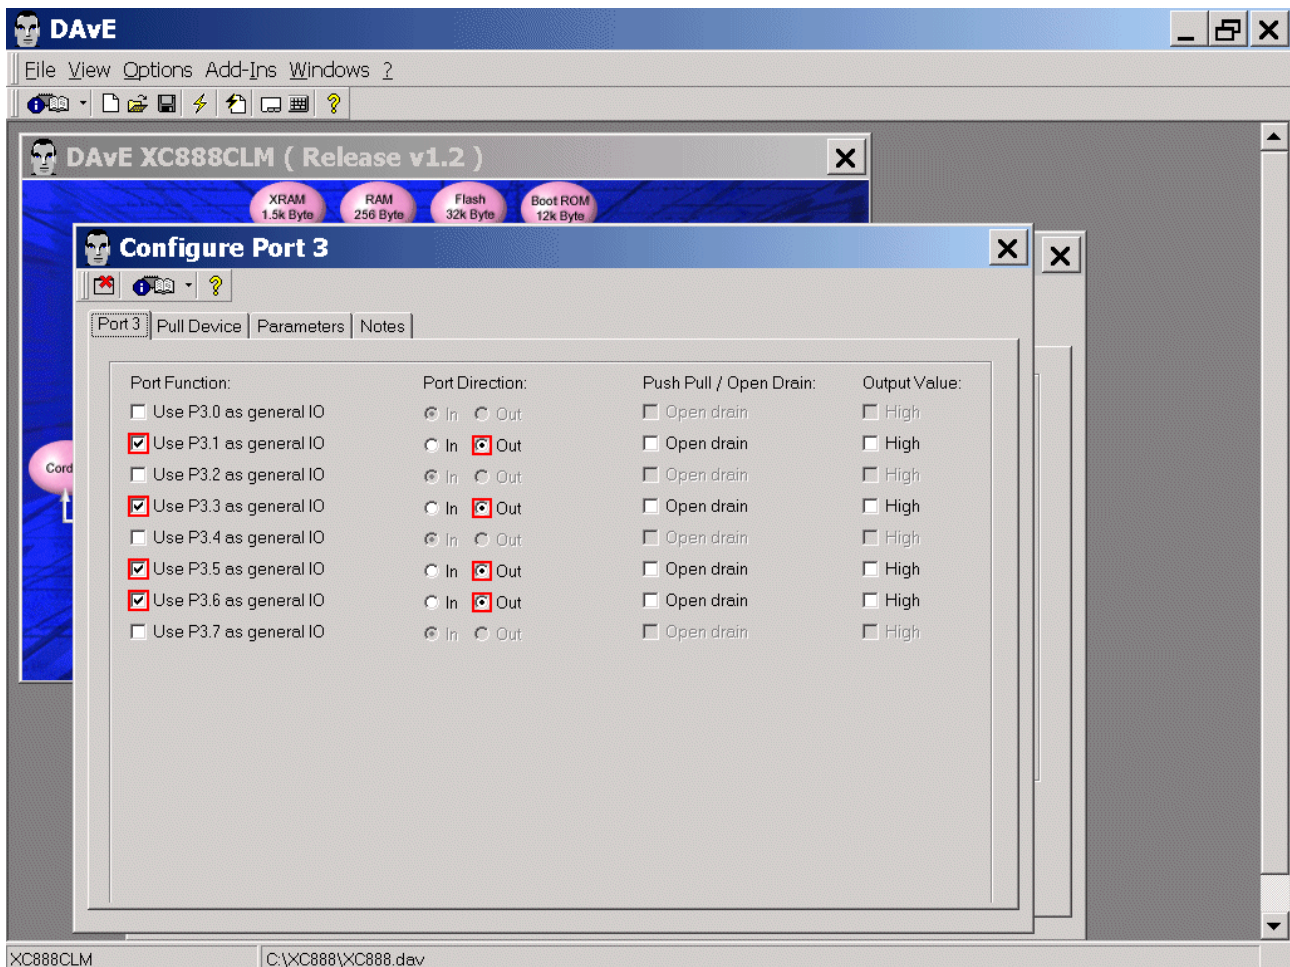 DAvE
File View Options Add-Ins Windows ?
DAvE XC888CLM ( Release v1.2 )
XRAM
1.5k Byte
RAM
256 Byte
Flash
32k Byte
Boot ROM
12k Byte
Configure Port 3
Port 3 Pull Device Parameters Notes
Port Function: Port Direction: Push Pull / Open Drain: Output Value:
Use P3.0 as general IO In Out Open drain High
Use P3.1 as general IO In Out Open drain High
Use P3.2 as general IO In Out Open drain High
Use P3.3 as general IO In Out Open drain High
Use P3.4 as general IO In Out Open drain High
Use P3.5 as general IO In Out Open drain High
Use P3.6 as general IO In Out Open drain High
Use P3.7 as general IO In Out Open drain High
Cord
XC888CLM C:\XC888\XC888.dav